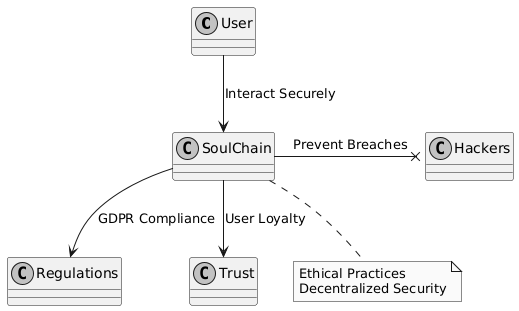 C User
Interact Securely
C SoulChain
Prevent Breaches
C Hackers
GDPR Compliance
User Loyalty
C Regulations
C Trust
Ethical Practices
Decentralized Security